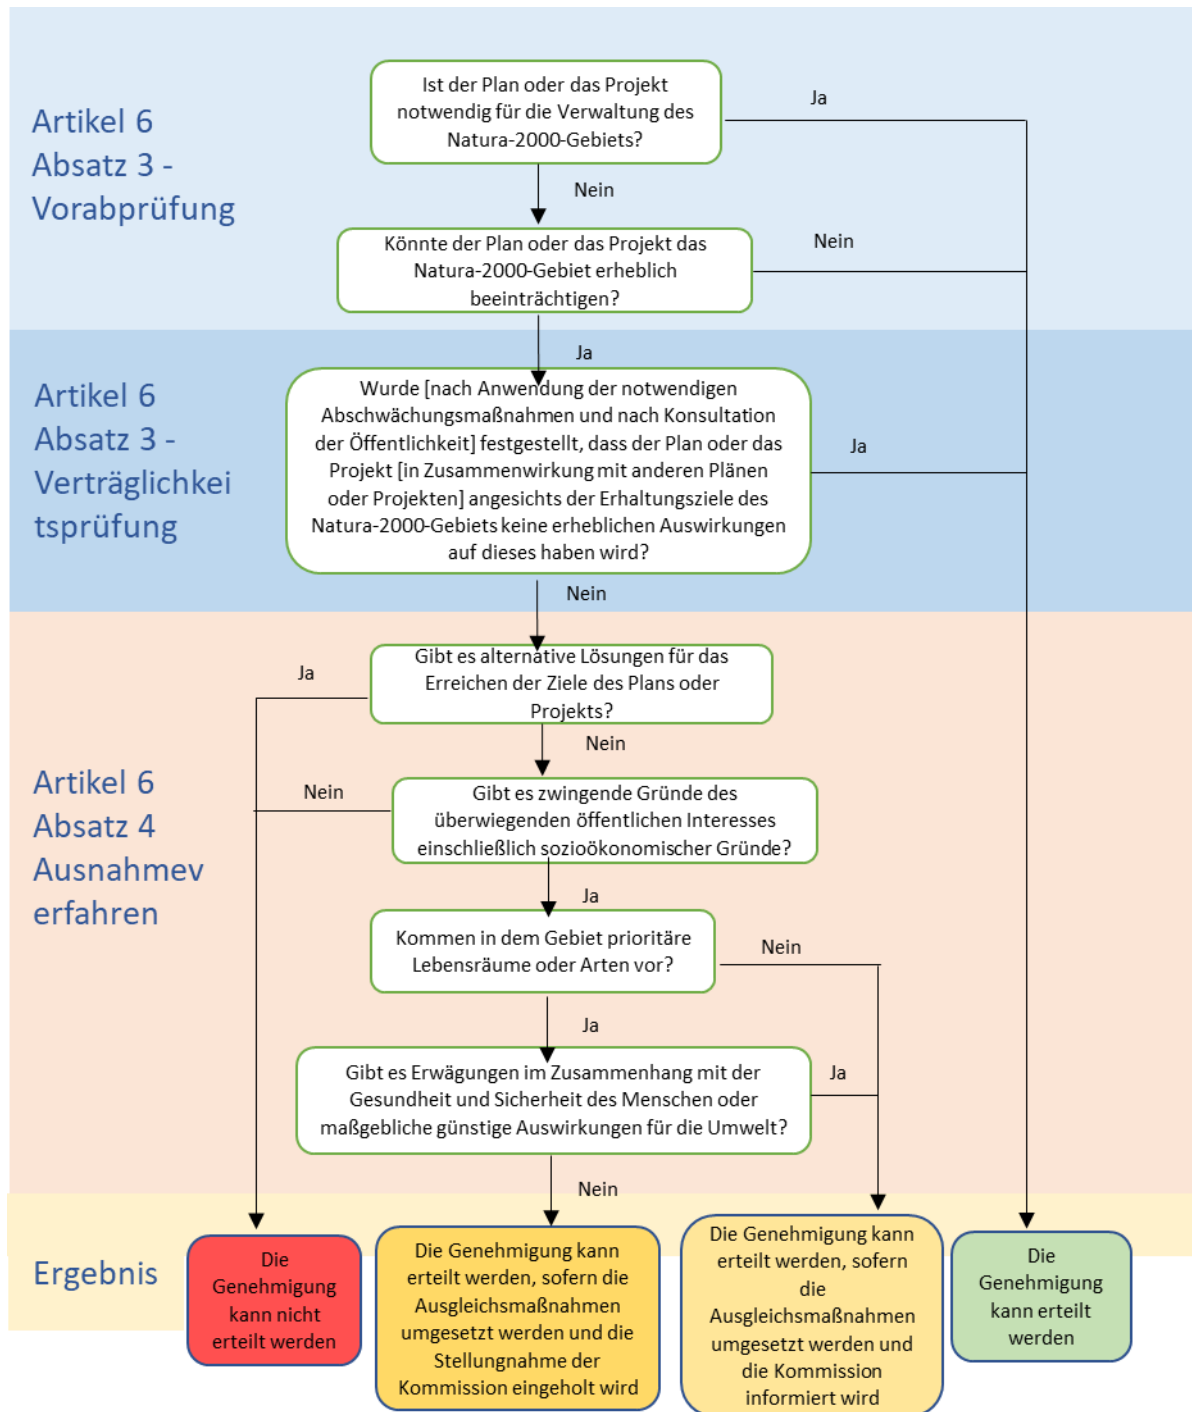 Ist der Plan oder das Projekt
notwendig für die Verwaltung des
Natura-2000-Gebiets?
Ja
Artikel 6
Absatz 3 -
Vorabprüfung
Nein
Könnte der Plan oder das Projekt das
Natura-2000-Gebiet erheblich
beeinträchtigen?
Nein
Ja
Artikel 6
Absatz 3 -
Verträglichkei
tsprüfung
Wurde [nach Anwendung der notwendigen
Abschwächungsmaßnahmen und nach Konsultation
der Öffentlichkeit] festgestellt, dass der Plan oder das
Projekt [in Zusammenwirkung mit anderen Plänen
oder Projekten] angesichts der Erhaltungsziele des
Natura-2000-Gebiets keine erheblichen Auswirkungen
auf dieses haben wird?
Ja
Nein
Gibt es alternative Lösungen für das
Erreichen der Ziele des Plans oder
Projekts?
Ja
Nein
Artikel 6
Absatz 4
Ausnahmev
erfahren
Gibt es zwingende Gründe des
überwiegenden öffentlichen Interesses
einschließlich sozioökonomischer Gründe?
Nein
Ja
Kommen in dem Gebiet prioritäre
Lebensräume oder Arten vor?
Nein
Ja
Gibt es Erwägungen im Zusammenhang mit der
Gesundheit und Sicherheit des Menschen oder
maßgebliche günstige Auswirkungen für die Umwelt?
Ja
Nein
Ergebnis
Die
Genehmigung
kann nicht
erteilt werden
Die Genehmigung kann
erteilt werden, sofern die
Ausgleichsmaßnahmen
umgesetzt werden und die
Stellungnahme der
Kommission eingeholt wird
Die Genehmigung kann
erteilt werden, sofern
die
Ausgleichsmaßnahmen
umgesetzt werden und
die Kommission
informiert wird
Die
Genehmigung
kann erteilt
werden